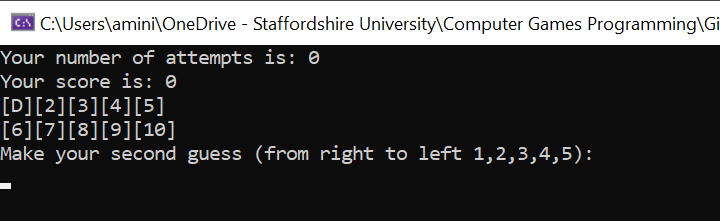 C:\Users\amini\OneDrive - Staffordshire University\Computer Games Programming\Gi
Your number of attempts is: 0
Your score is: 0
[D][2][3][4][5]
[6][7][8][9][10]
Make your second guess (from right to left 1,2,3,4,5):